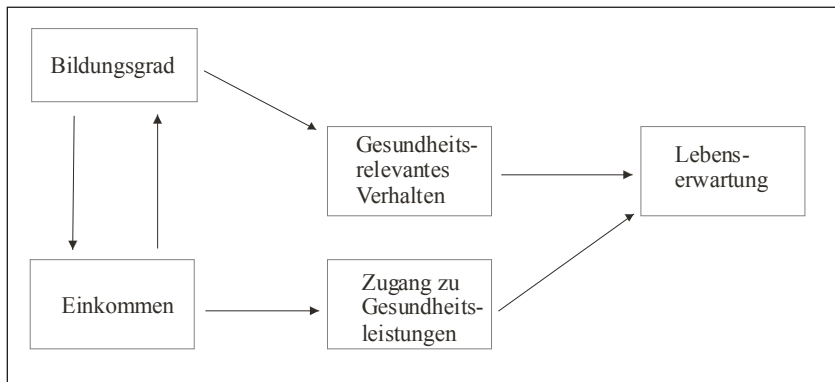 Bildungsgrad
Gesundheits-
relevantes
Verhalten
Lebens-
erwartung
Einkommen
Zugang zu
Gesundheits-
leistungen